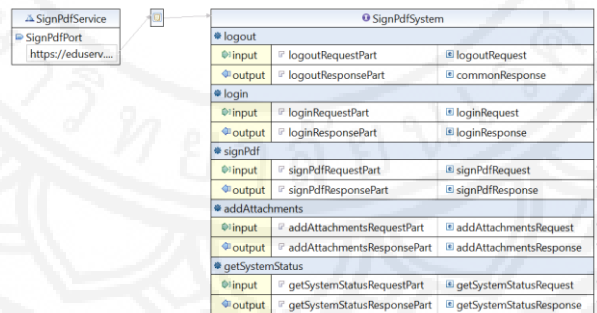 SignPdfService
SignPdfPort
https://eduserv....
SignPdfSystem
logout
input logoutRequestPart logoutRequest
output logoutResponsePart commonResponse
login
input loginRequestPart loginRequest
output loginResponsePart loginResponse
signPdf
input signPdfRequestPart signPdfRequest
output signPdfResponsePart signPdfResponse
addAttachments
input addAttachmentsRequestPart addAttachmentsRequest
output addAttachmentsResponsePart addAttachmentsResponse
getSystemStatus
input getSystemStatusRequestPart getSystemStatusRequest
output getSystemStatusResponsePart getSystemStatusResponse